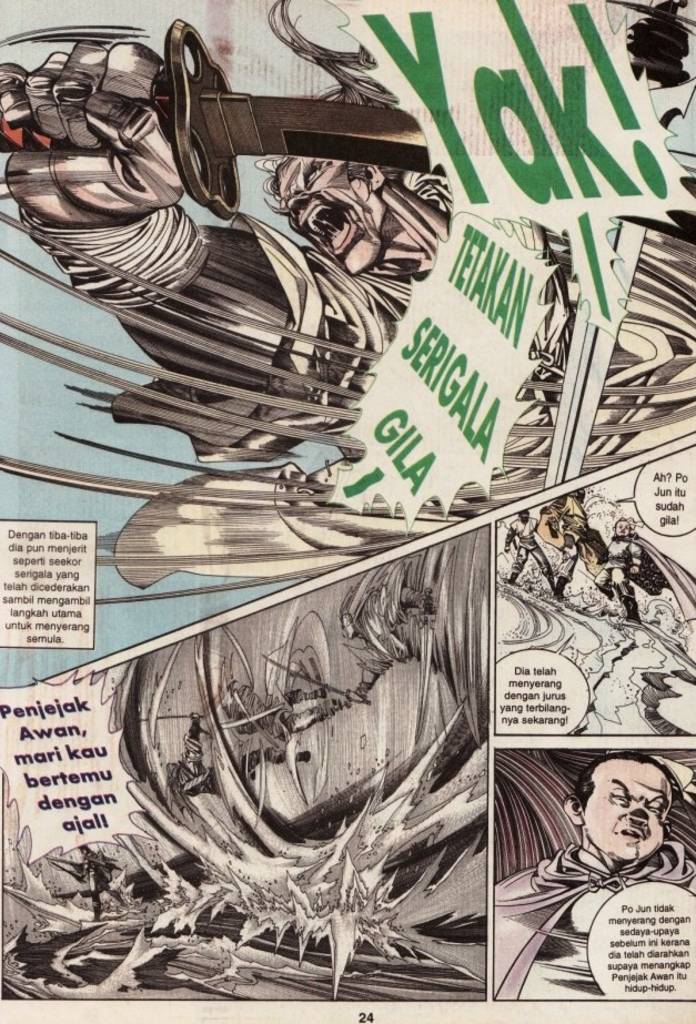 Yak!
TETAKAN
SERIGALA
GILA
!
Dengan tiba-tiba
dia pun menjerit
seperti seekor
serigala yang
telah dicederakan
sambil mengambil
langkah utama
untuk menyerang
semula.
Ah? Po
Jun itu
sudah
gila!
Dia telah
menyerang
dengan jurus
yang terbilang-
nya sekarang!
Penjejak
Awan,
mari kau
bertemu
dengan
ajal!
Po Jun tidak
menyerang dengan
sedaya-upaya
sebelum ini kerana
dia telah diarahkan
supaya menangkap
Penjejak Awan itu
hidup-hidup.
24